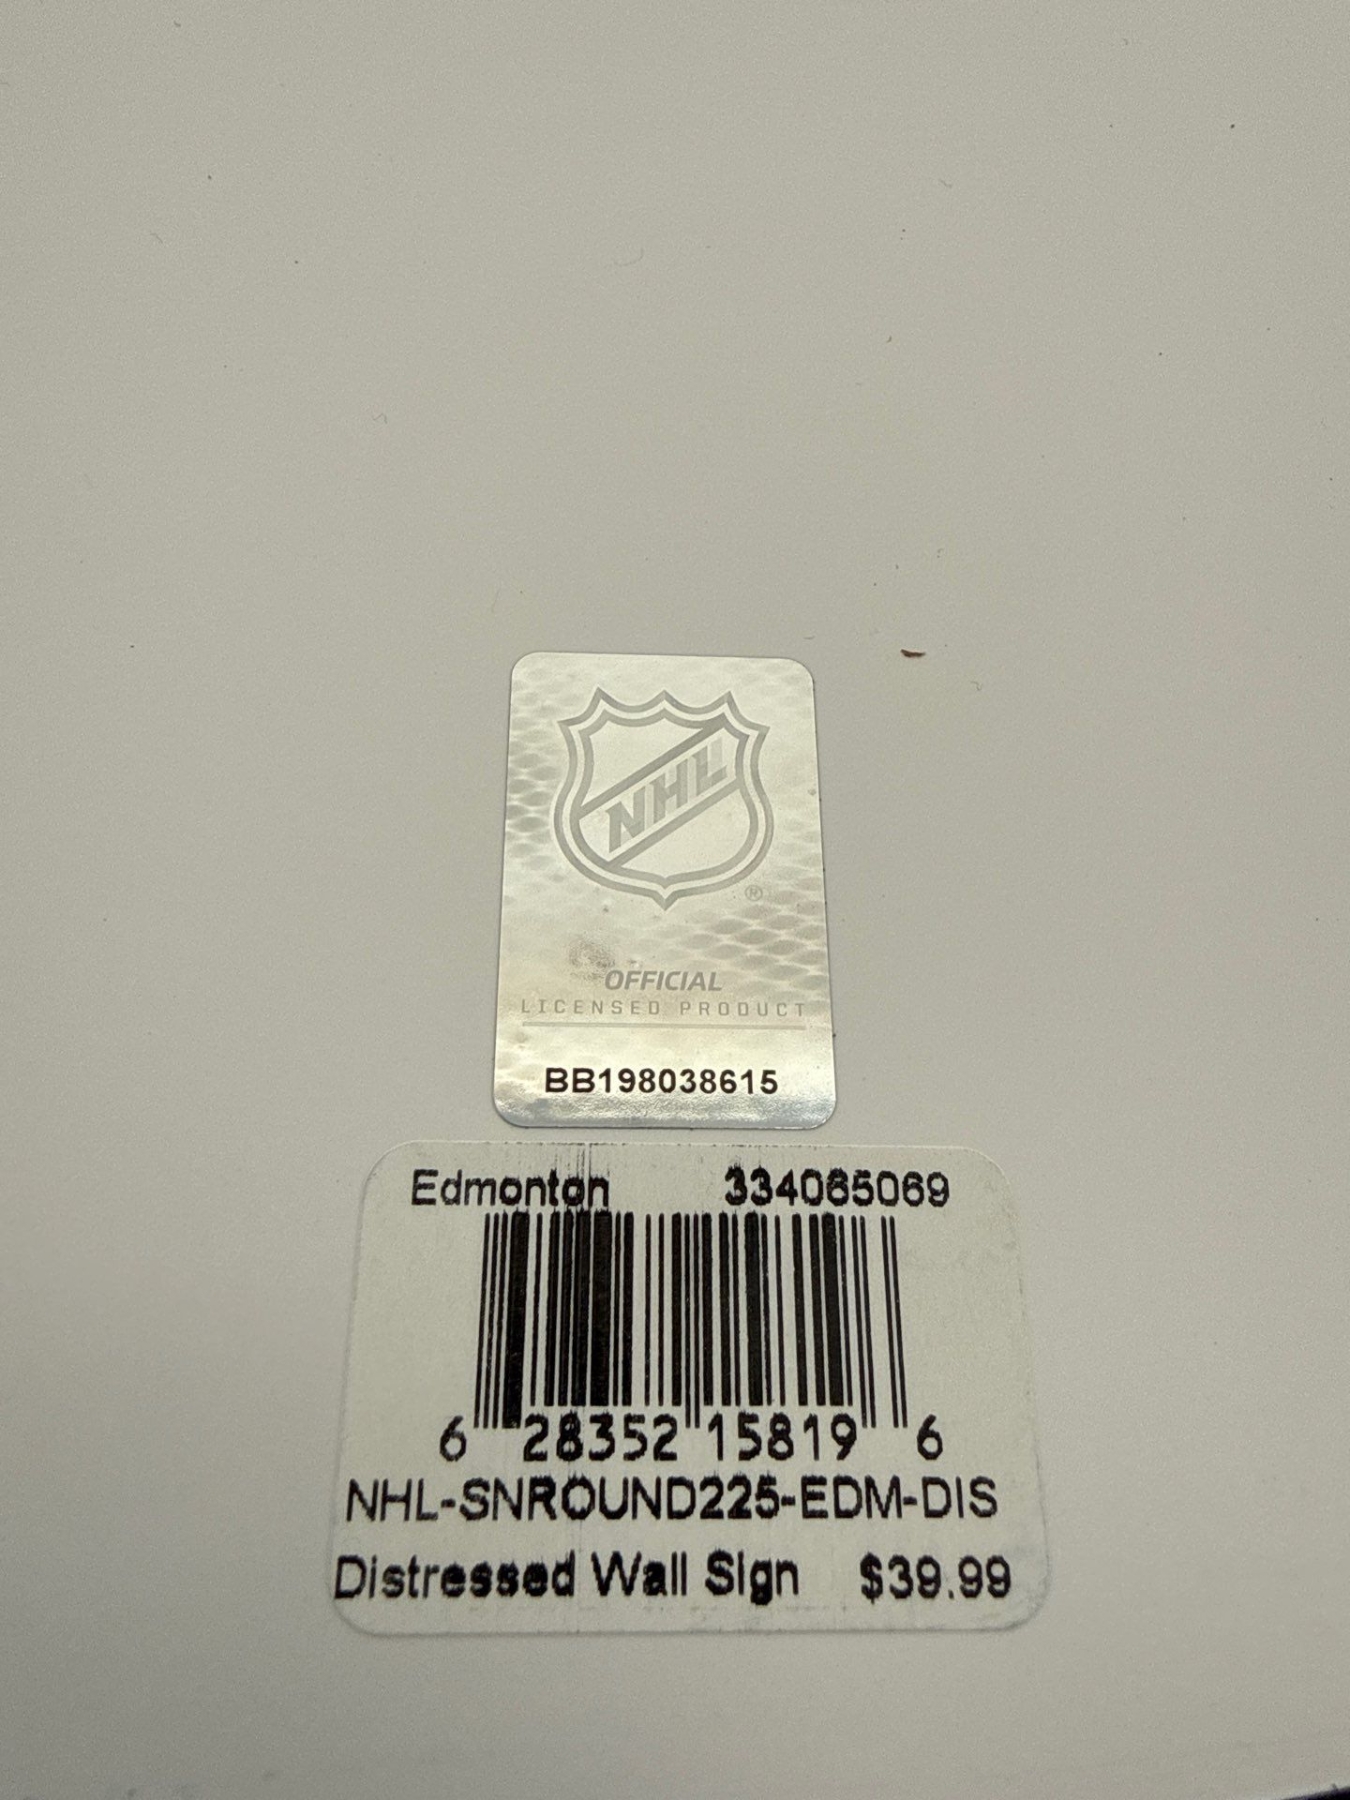 NHL
®
OFFICIAL
LICENSED PRODUCT
BB198038615
Edmonton 334085069
6 28352 15819 6
NHL-SNROUND225-EDM-DIS
Distressed Wall Sign $39.99